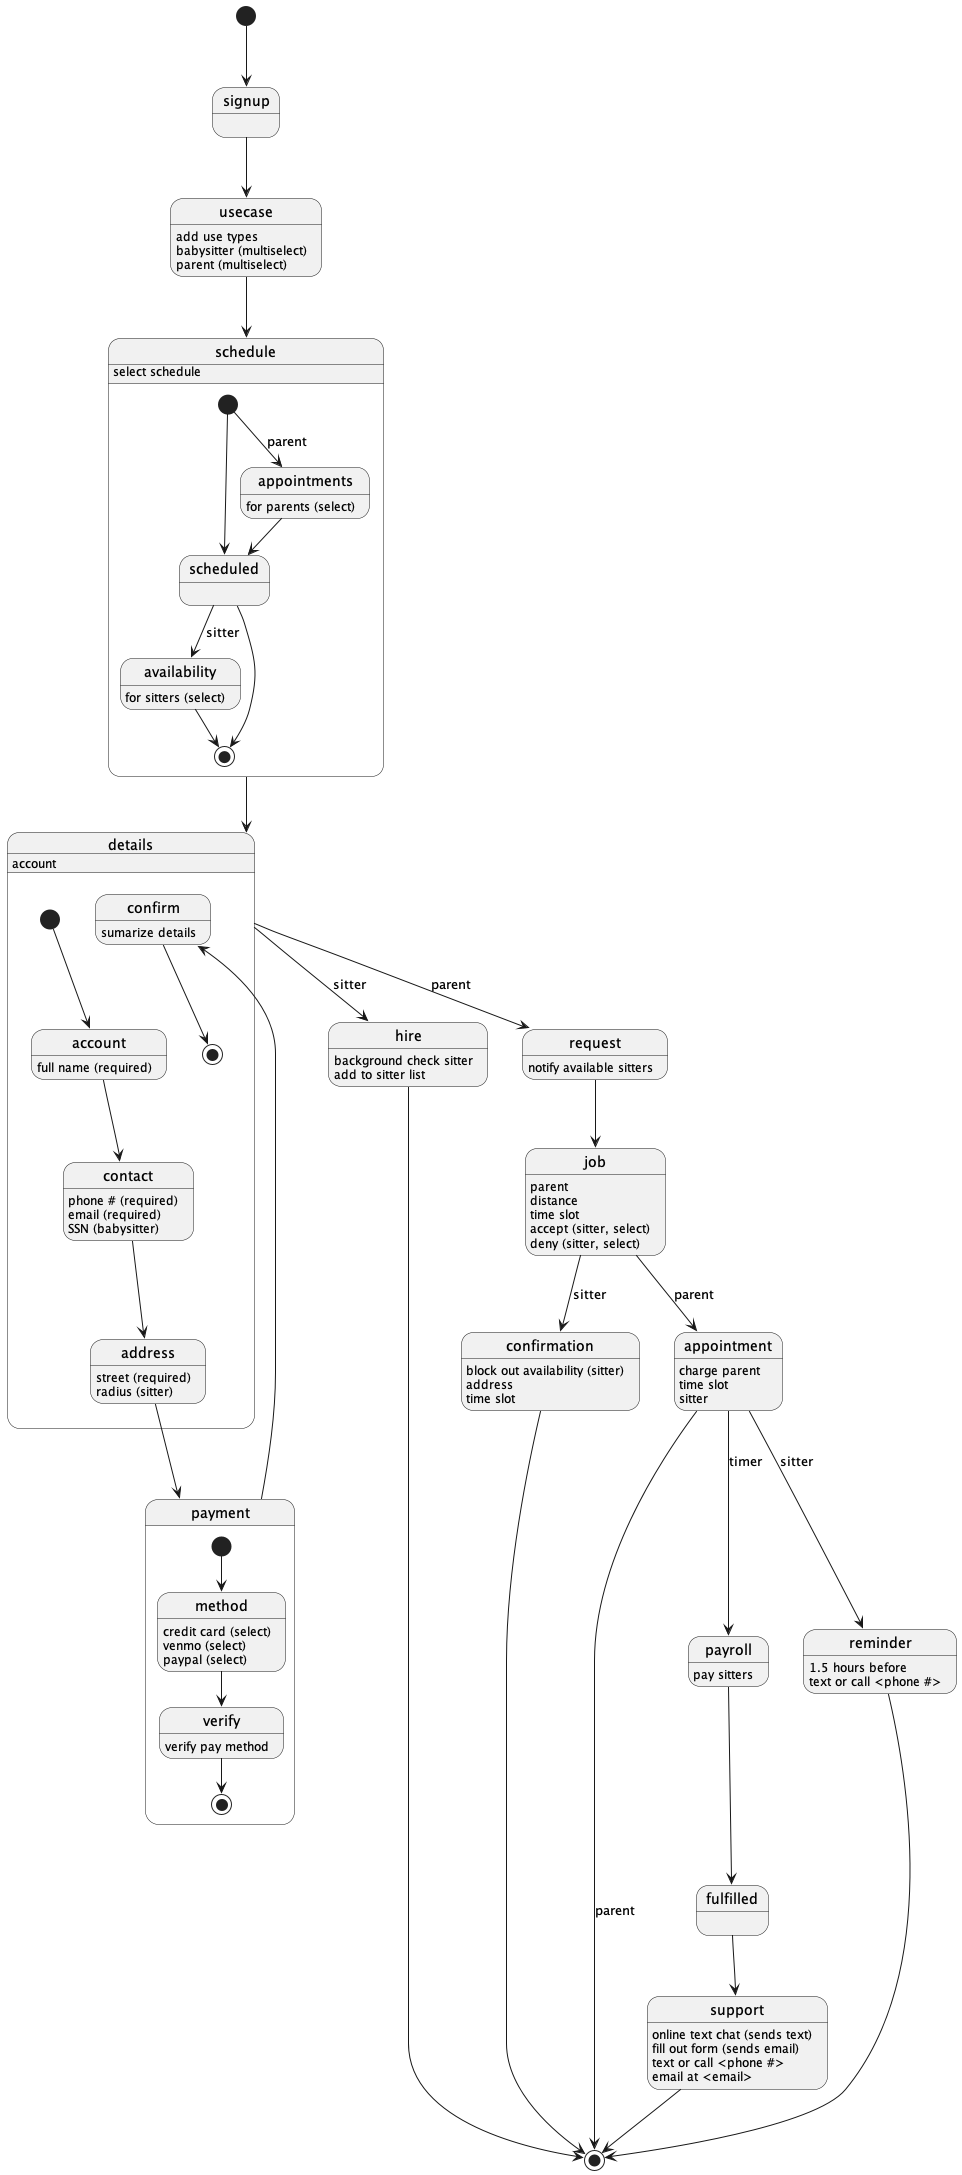 signup
usecase
add use types
babysitter (multiselect)
parent (multiselect)
schedule
select schedule
parent
appointments
for parents (select)
scheduled
sitter
availability
for sitters (select)
details
account
confirm
sumarize details
account
full name (required)
contact
phone # (required)
email (required)
SSN (babysitter)
address
street (required)
radius (sitter)
payment
method
credit card (select)
venmo (select)
paypal (select)
verify
verify pay method
sitter
parent
hire
background check sitter
add to sitter list
request
notify available sitters
job
parent
distance
time slot
accept (sitter, select)
deny (sitter, select)
sitter
parent
confirmation
block out availability (sitter)
address
time slot
appointment
charge parent
time slot
sitter
timer
sitter
payroll
pay sitters
reminder
1.5 hours before
text or call <phone #>
fulfilled
parent
support
online text chat (sends text)
fill out form (sends email)
text or call <phone #>
email at <email>